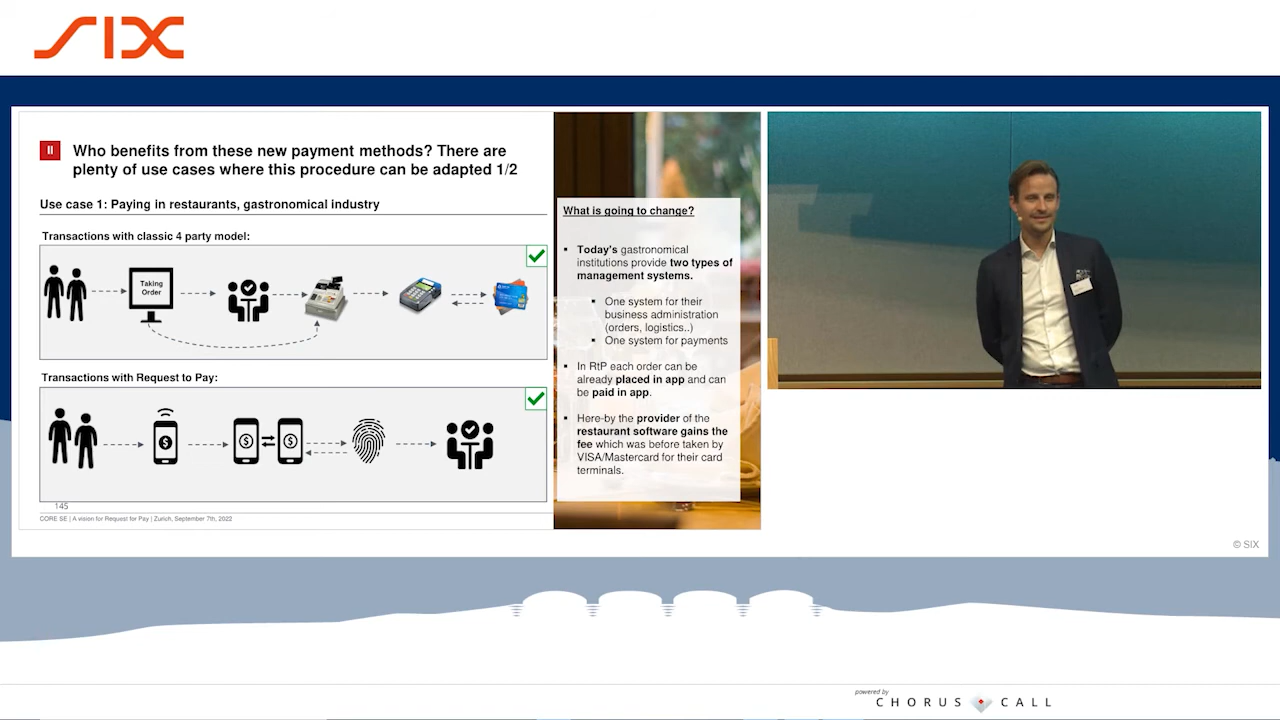 SIX
II
Who benefits from these new payment methods? There are
plenty of use cases where this procedure can be adapted 1/2
Use case 1: Paying in restaurants, gastronomical industry
Transactions with classic 4 party model:
Taking
Order
Transactions with Request to Pay:
145
CORE SE | A vision for Request for Pay | Zurich, September 7th, 2022
What is going to change?
▪ Today's gastronomical
institutions provide two types of
management systems.
▪ One system for their
business administration
(orders, logistics..)
▪ One system for payments
▪ In RtP each order can be
already placed in app and can
be paid in app.
▪ Here-by the provider of the
restaurant software gains the
fee which was before taken by
VISA/Mastercard for their card
terminals.
© SIX
powered by
CHORUS CALL